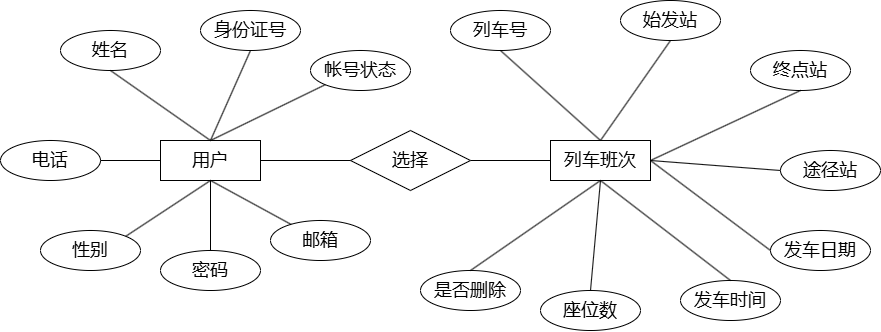 姓名
身份证号
帐号状态
电话
用户
性别
密码
邮箱
选择
列车号
始发站
终点站
列车班次
途径站
发车日期
发车时间
座位数
是否删除